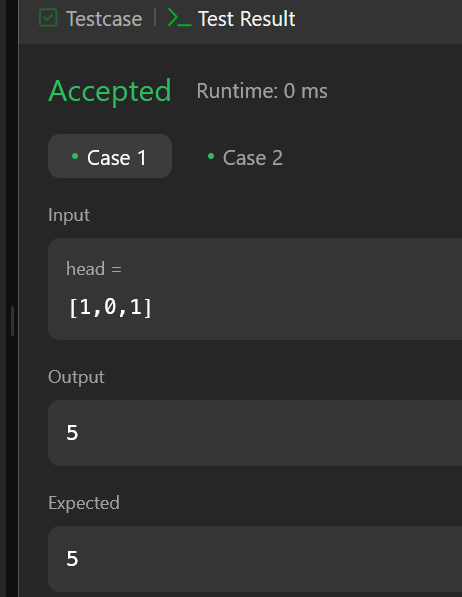 Testcase | Test Result
Accepted Runtime: 0 ms
• Case 1 • Case 2
Input
head =
[1,0,1]
Output
5
Expected
5